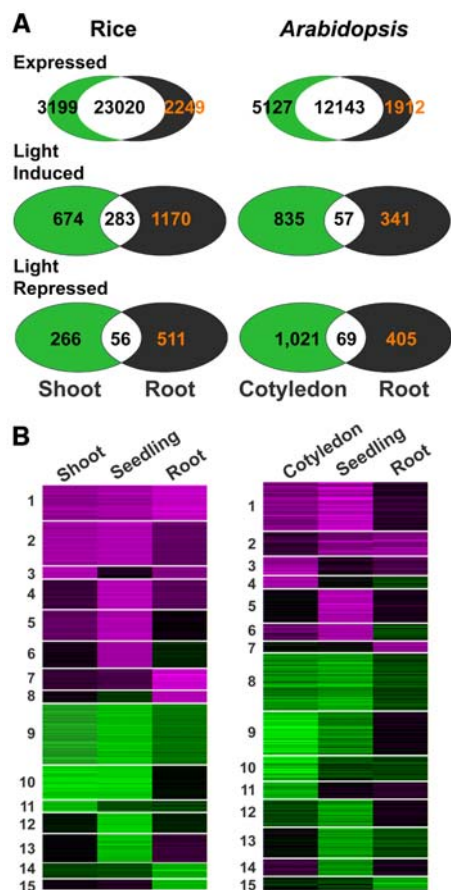 A
Rice Arabidopsis
Expressed
3199 23020 2249 5127 12143 1912
Light
Induced
674 283 1170 835 57 341
Light
Repressed
266 56 511 1,021 69 405
Shoot Root Cotyledon Root
B
Shoot Seedling Root Cotyledon Seedling Root
1
2
3
4
5
6
7
8
9
10
11
12
13
14
15
1
2
3
4
5
6
7
8
9
10
11
12
13
14
15